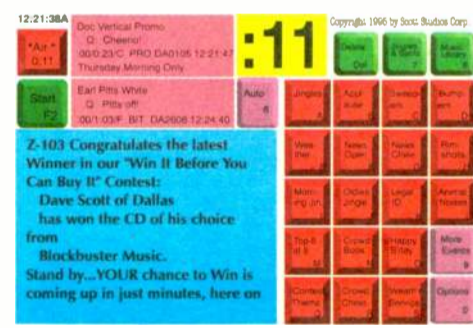 12:21:38A
Copyright 1996 by Scott Studios Corp.
Doc Vertical Promo
Q: Cheerio!
00/0:23/C PRO DA0105 12:21:47
Thursday Morning Only
"Air"
0:11
:11
Delete
Del
7
Music
Library
8
Start
F2
Earl Pitts White
Q: Pitts off!
00/1:03/F BIT DA2608 12:24:40
Auto
6
Jingles
Z-103 Congratulates the latest
Winner in our "Win It Before You
Can Buy It" Contest:
Dave Scott of Dallas
has won the CD of his choice
from
Blockbuster Music.
Stand by...YOUR chance to Win is
coming up in just minutes, here on
News
Open
News
Close
Oldies
Jingle
Legal
ID
Animal
Noises
Top-8
at 8
Crowd
Boos
Happy
B'day
More
Events
Contest
Theme
Crowd
Cheer
Options